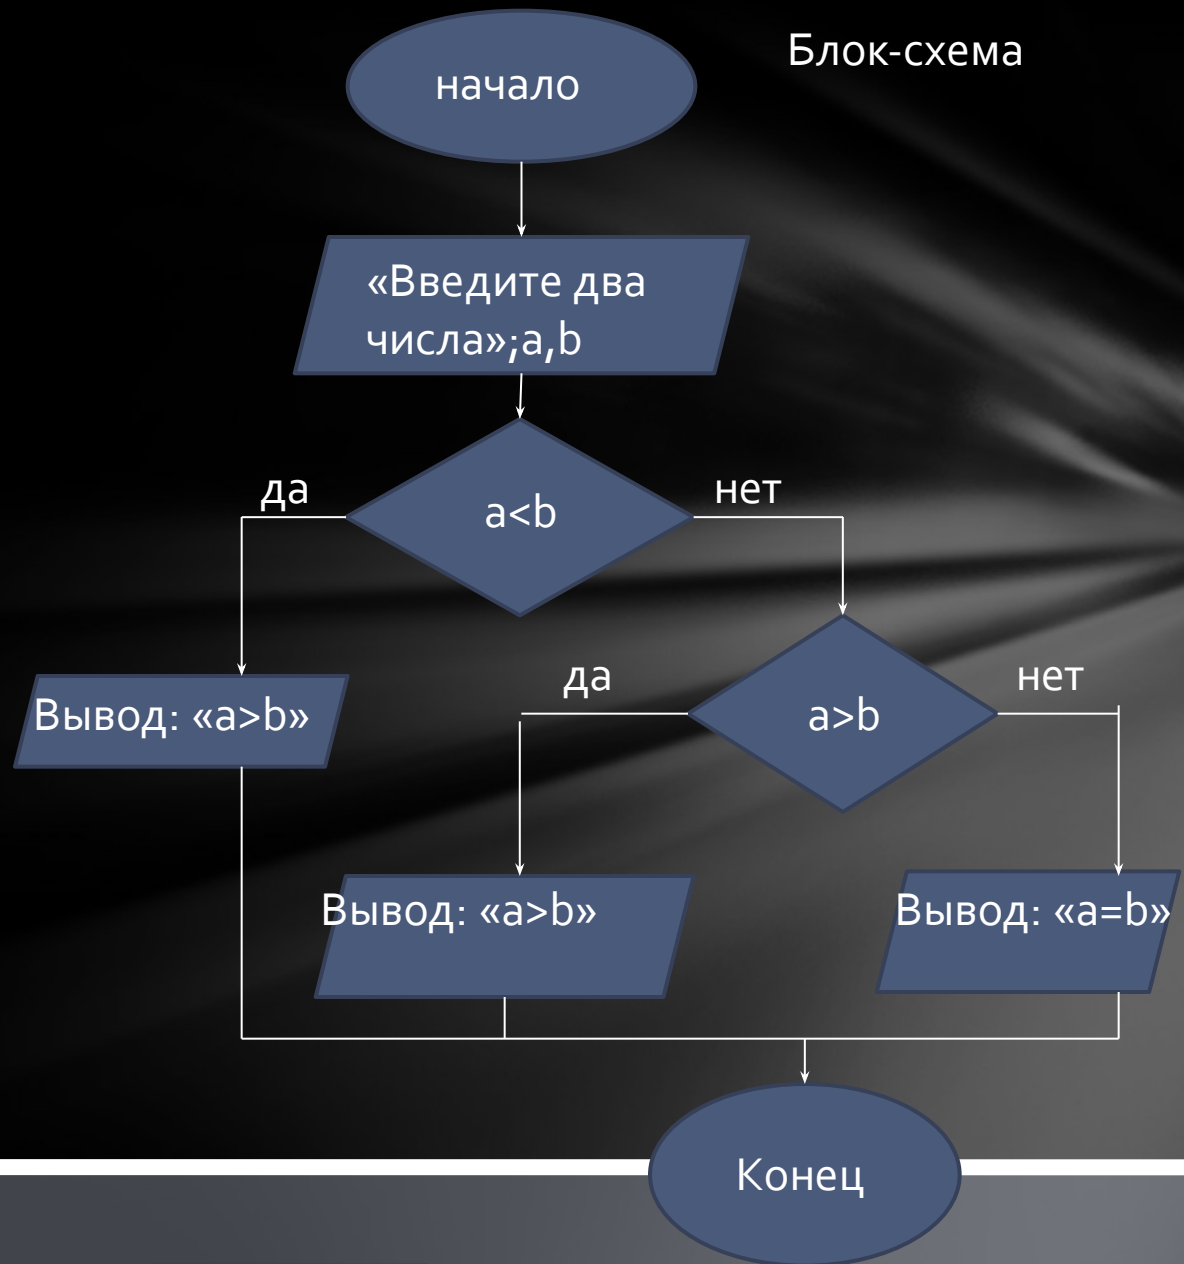 Блок-схема
начало
«Введите два
числа»;a,b
да
a<b
нет
Вывод: «a>b»
да
a>b
нет
Вывод: «a>b»
Вывод: «a=b»
Конец